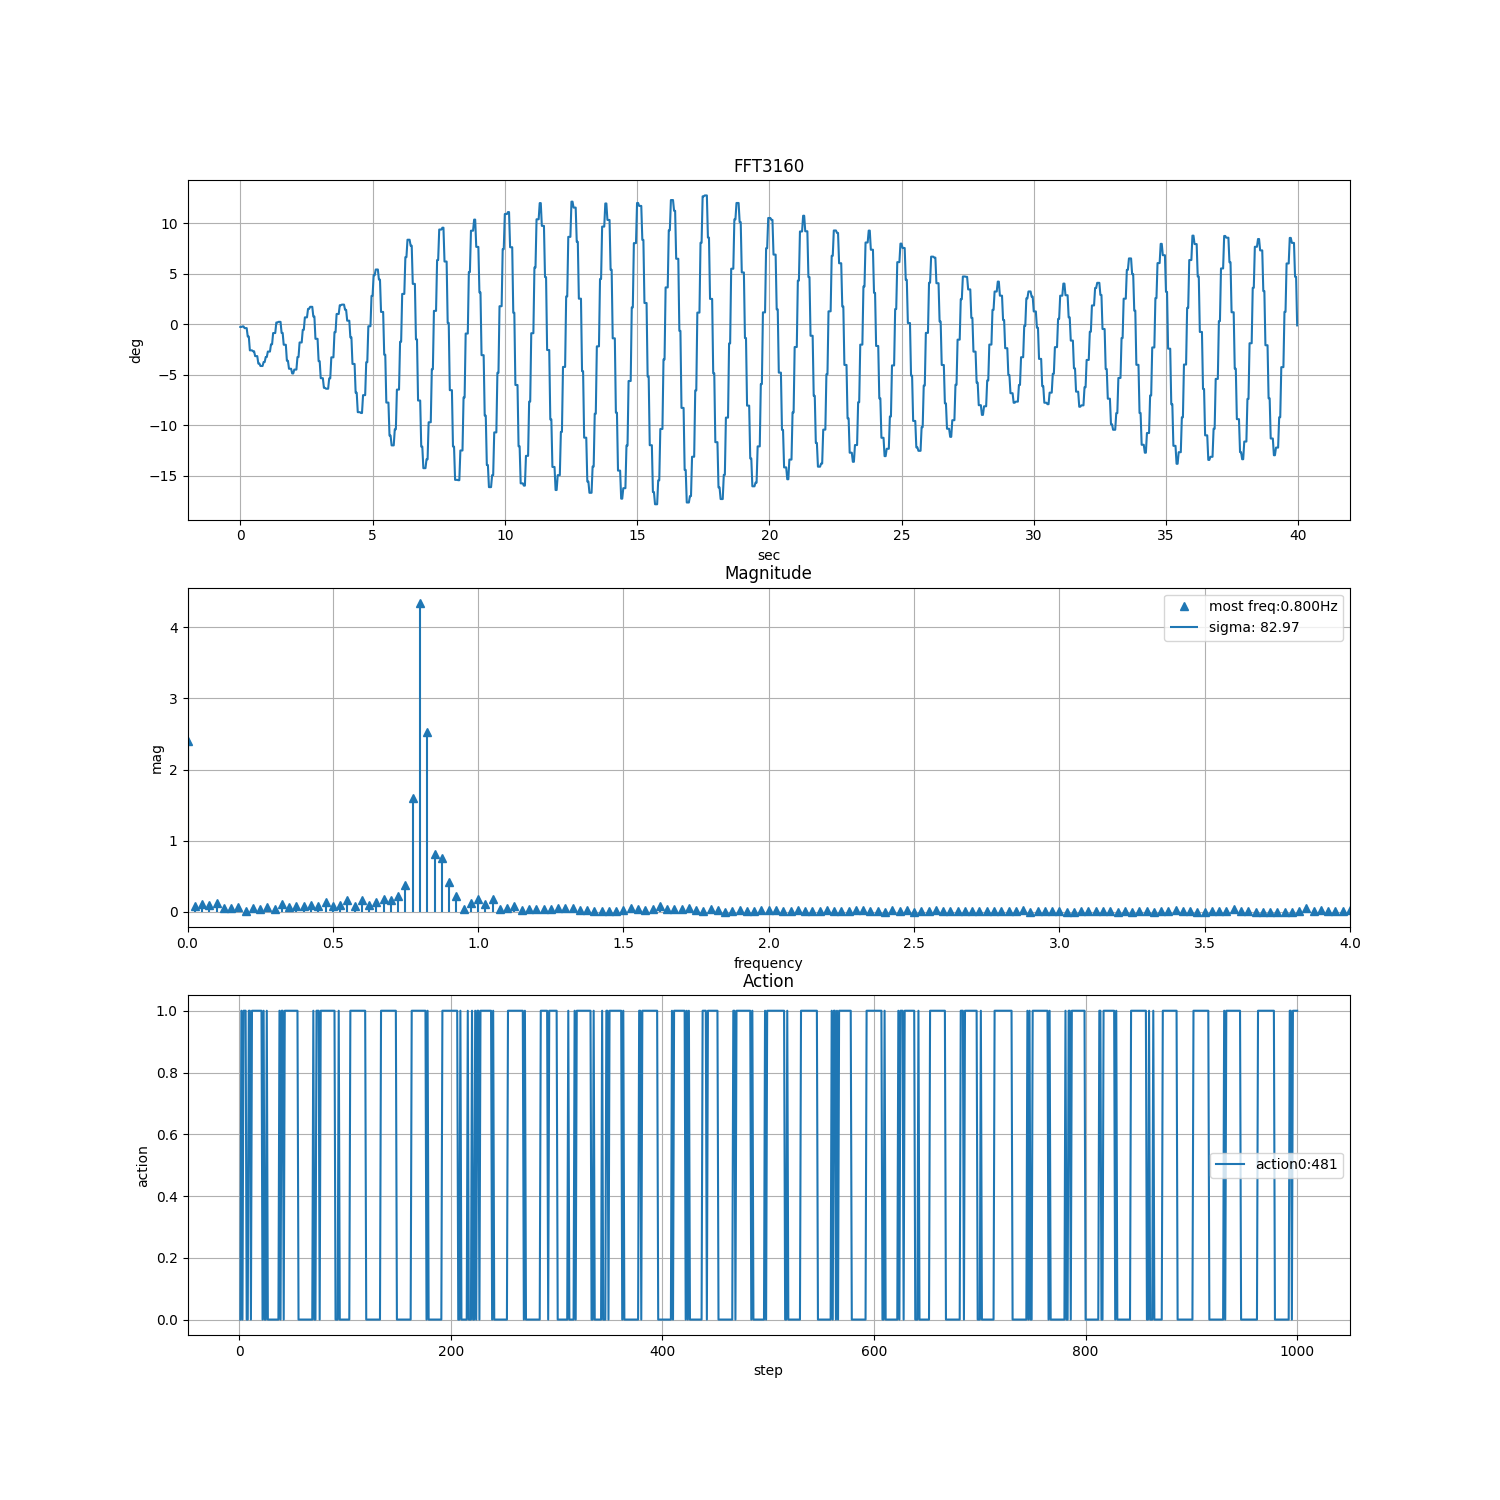 FFT3160
10
5
0
−5
−10
−15
deg
0 5 10 15 20 25 30 35 40
sec
Magnitude
most freq:0.800Hz
sigma: 82.97
4
3
2
1
0
mag
0.0 0.5 1.0 1.5 2.0 2.5 3.0 3.5 4.0
frequency
Action
1.0
0.8
0.6
0.4
0.2
0.0
action
action0:481
0 200 400 600 800 1000
step